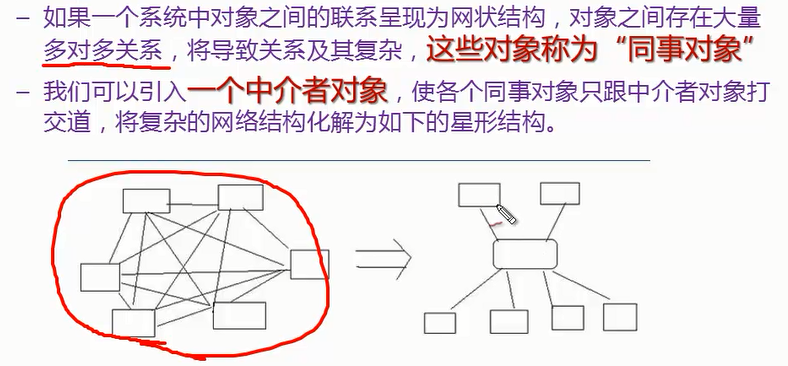 – 如果一个系统中对象之间的联系呈现为网状结构，对象之间存在大量
多对多关系，将导致关系及其复杂，这些对象称为“同事对象”
– 我们可以引入一个中介者对象，使各个同事对象只跟中介者对象打
交道，将复杂的网络结构化解为如下的星形结构。